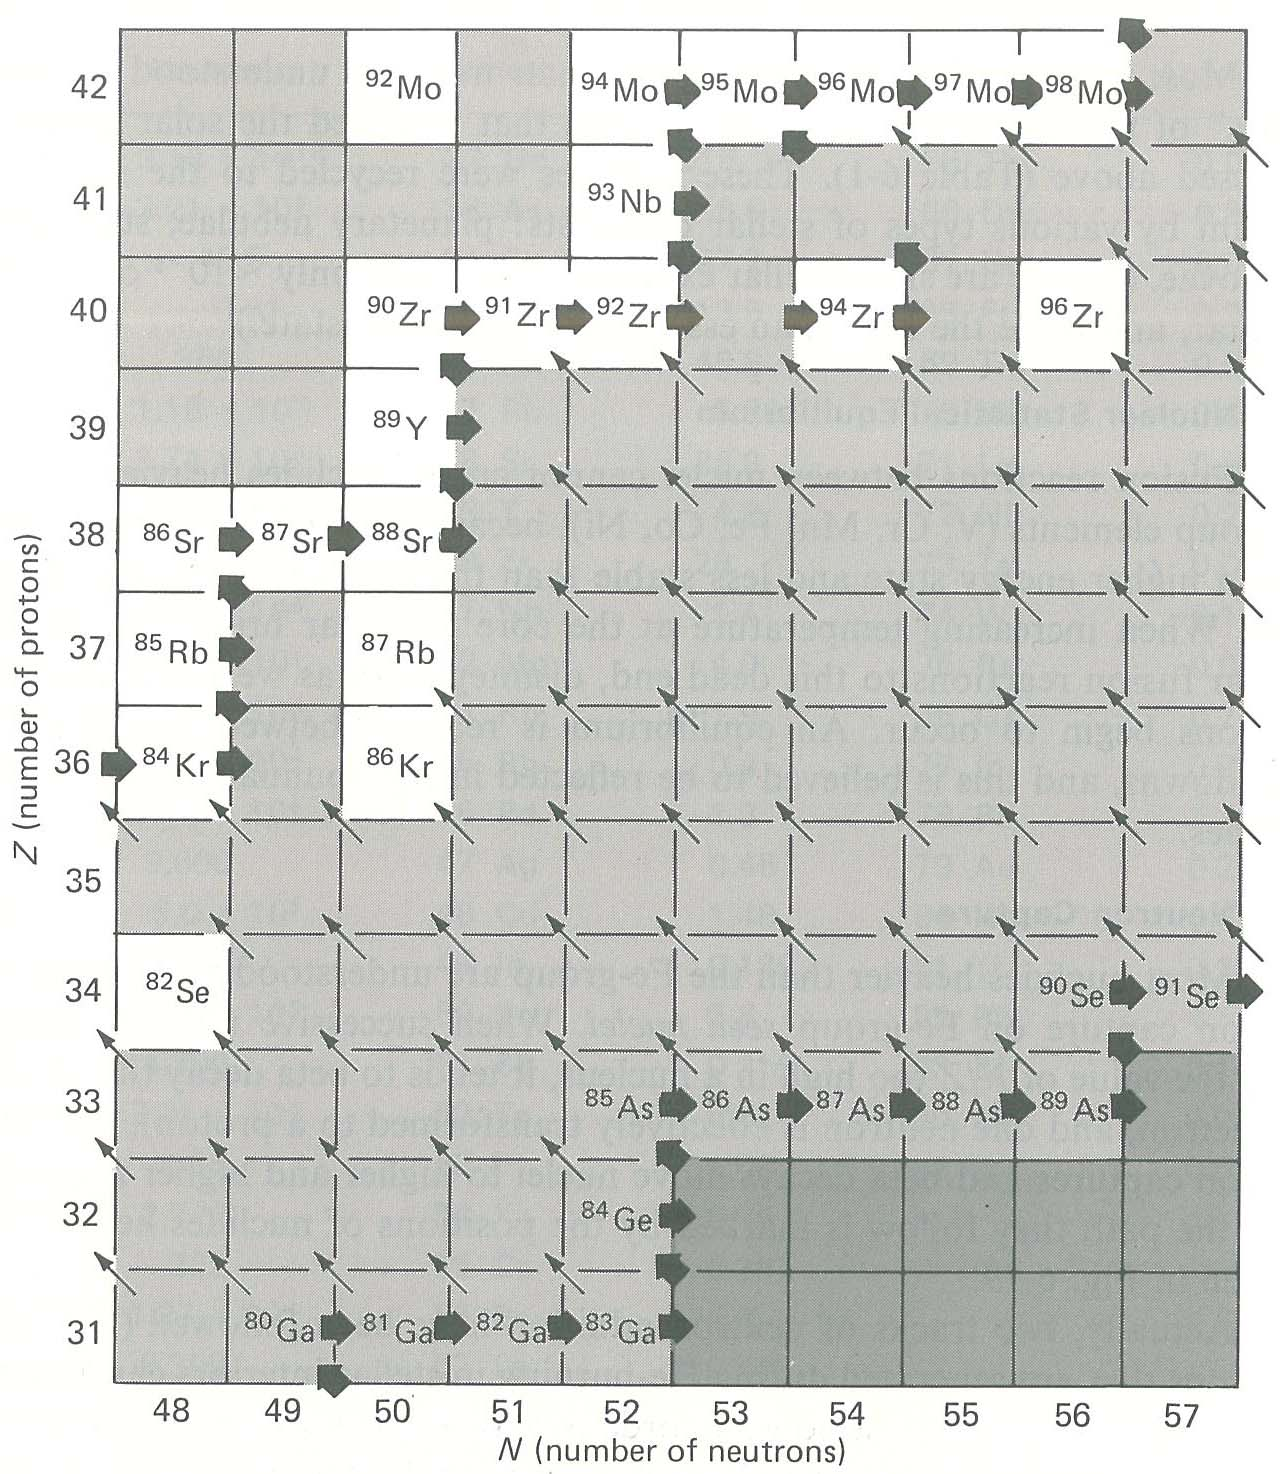 42 ⁹²Mo ⁹⁴Mo ⁹⁵Mo ⁹⁶Mo ⁹⁷Mo ⁹⁸Mo
41 ⁹³Nb
40 ⁹⁰Zr ⁹¹Zr ⁹²Zr ⁹⁴Zr ⁹⁶Zr
39 ⁸⁹Y
38 ⁸⁶Sr ⁸⁷Sr ⁸⁸Sr
37 ⁸⁵Rb ⁸⁷Rb
36 ⁸⁴Kr ⁸⁶Kr
35
34 ⁸²Se ⁹⁰Se ⁹¹Se
33 ⁸⁵As ⁸⁶As ⁸⁷As ⁸⁸As ⁸⁹As
32 ⁸⁴Ge
31 ⁸⁰Ga ⁸¹Ga ⁸²Ga ⁸³Ga
Z (number of protons)
48 49 50 51 52 53 54 55 56 57
N (number of neutrons)